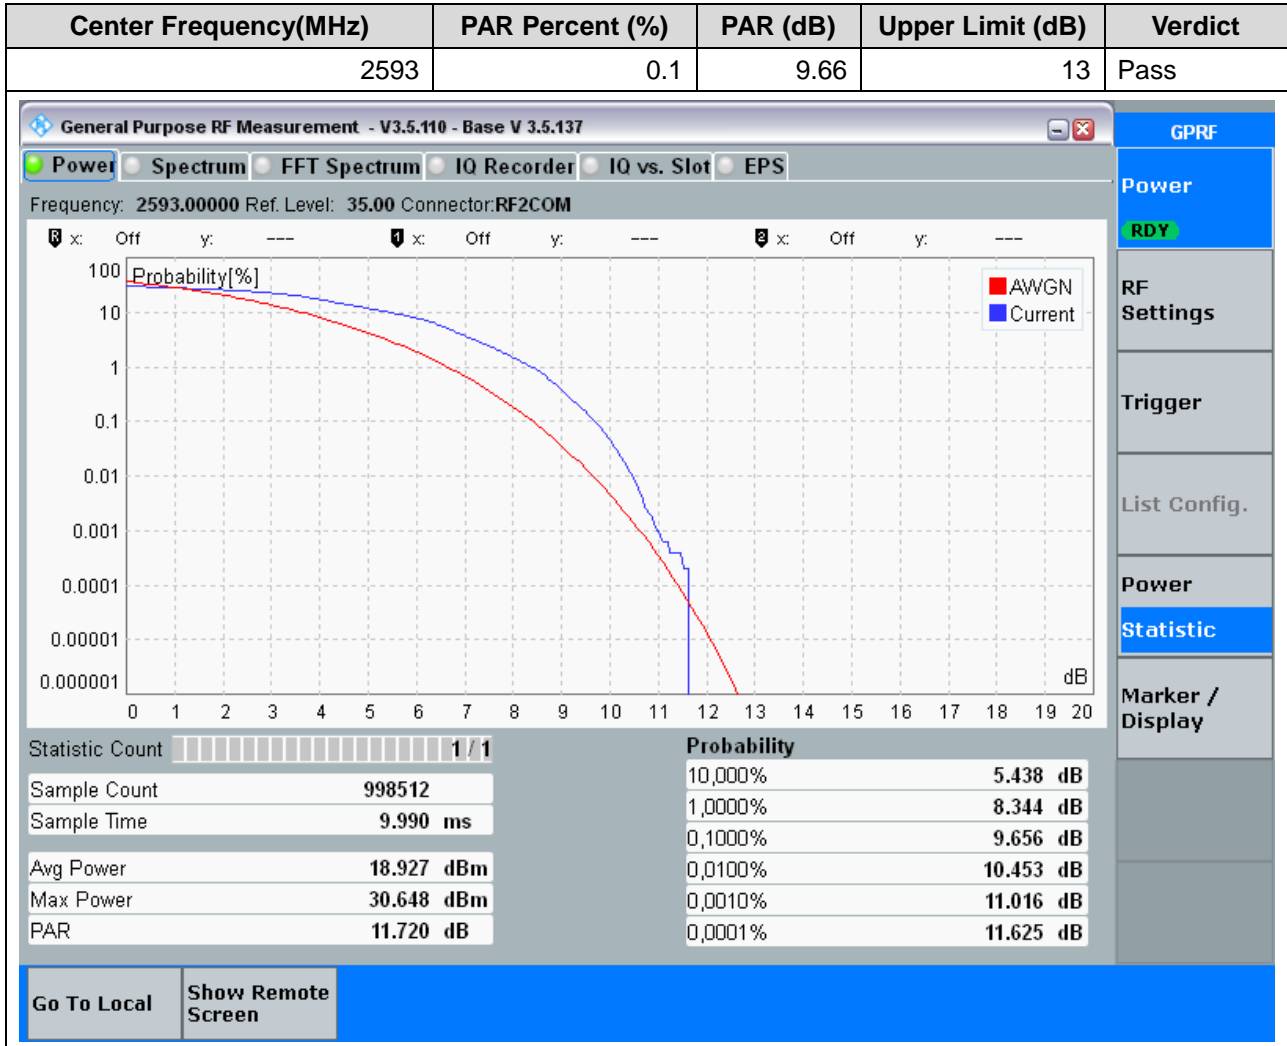 Center Frequency(MHz) PAR Percent (%) PAR (dB) Upper Limit (dB) Verdict
2593 0.1 9.66 13 Pass
General Purpose RF Measurement - V3.5.110 - Base V 3.5.137
GPRF
Power Spectrum FFT Spectrum IQ Recorder IQ vs. Slot EPS
Frequency: 2593.00000 Ref. Level: 35.00 Connector:RF2COM
R x: Off y: --- 1 x: Off y: --- 2 x: Off y: ---
Probability[%]
100
10
1
0.1
0.01
0.001
0.0001
0.00001
0.000001
AWGN
Current
dB
0 1 2 3 4 5 6 7 8 9 10 11 12 13 14 15 16 17 18 19 20
Statistic Count 1 / 1
Sample Count 998512
Sample Time 9.990 ms
Avg Power 18.927 dBm
Max Power 30.648 dBm
PAR 11.720 dB
Probability
10,000% 5.438 dB
1,0000% 8.344 dB
0,1000% 9.656 dB
0,0100% 10.453 dB
0,0010% 11.016 dB
0,0001% 11.625 dB
Power
RDY
RF
Settings
Trigger
List Config.
Power
Statistic
Marker /
Display
Go To Local
Show Remote
Screen